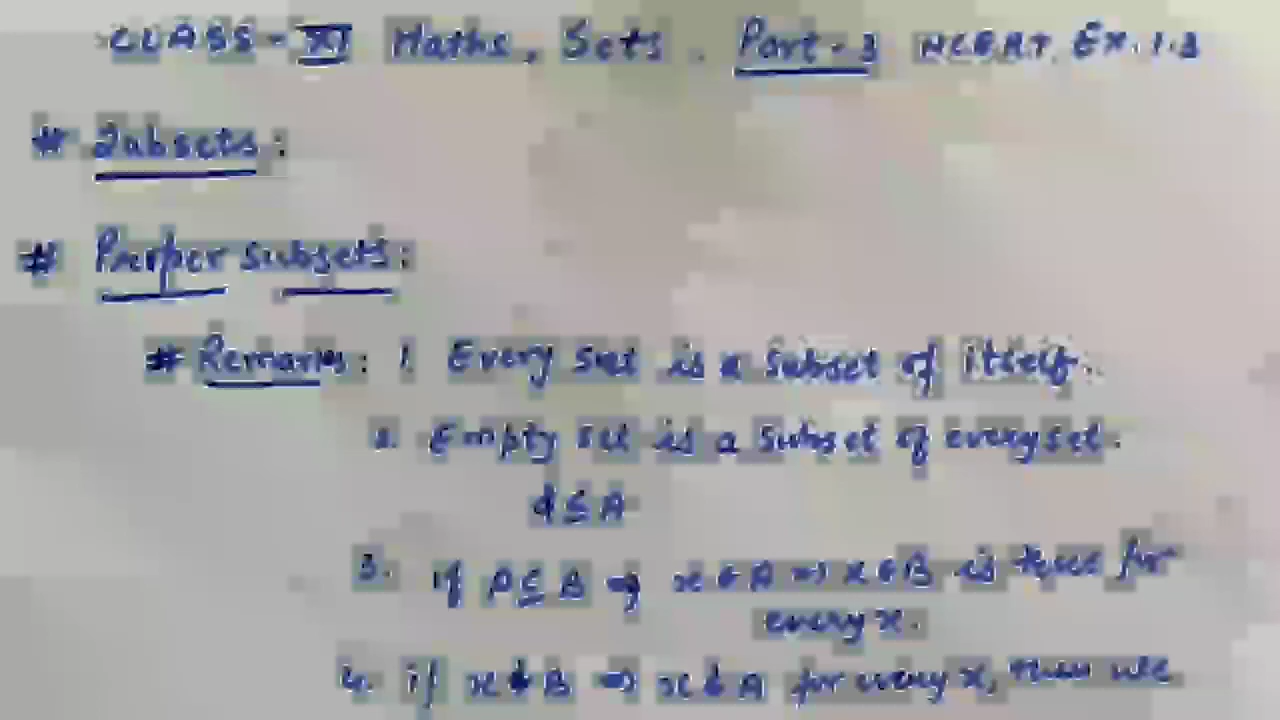 CLASS - XI Maths, Sets. Part - 3 NCERT Ex. 1.3
# Subsets:
# Proper subsets:
# Remarks: 1. Every set is a subset of itself.
2. Empty set is a subset of every set.
ϕ ⊆ A
3. if A ⊆ B ⇒ x ∈ A ⇒ x ∈ B is true for
every x.
4. if x ∉ B ⇒ x ∉ A for every x, then we